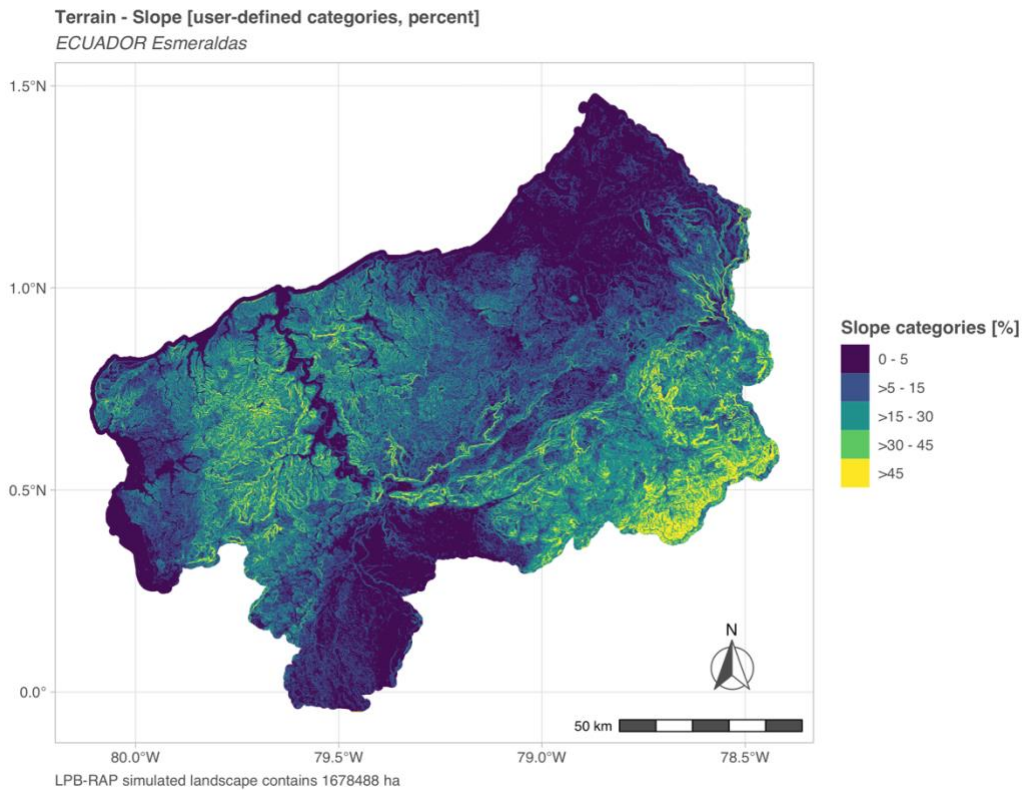 Terrain - Slope [user-defined categories, percent]
ECUADOR Esmeraldas
1.5°N
1.0°N
0.5°N
0.0°
80.0°W
79.5°W
79.0°W
78.5°W
N
50 km
Slope categories [%]
0 - 5
>5 - 15
>15 - 30
>30 - 45
>45
LPB-RAP simulated landscape contains 1678488 ha